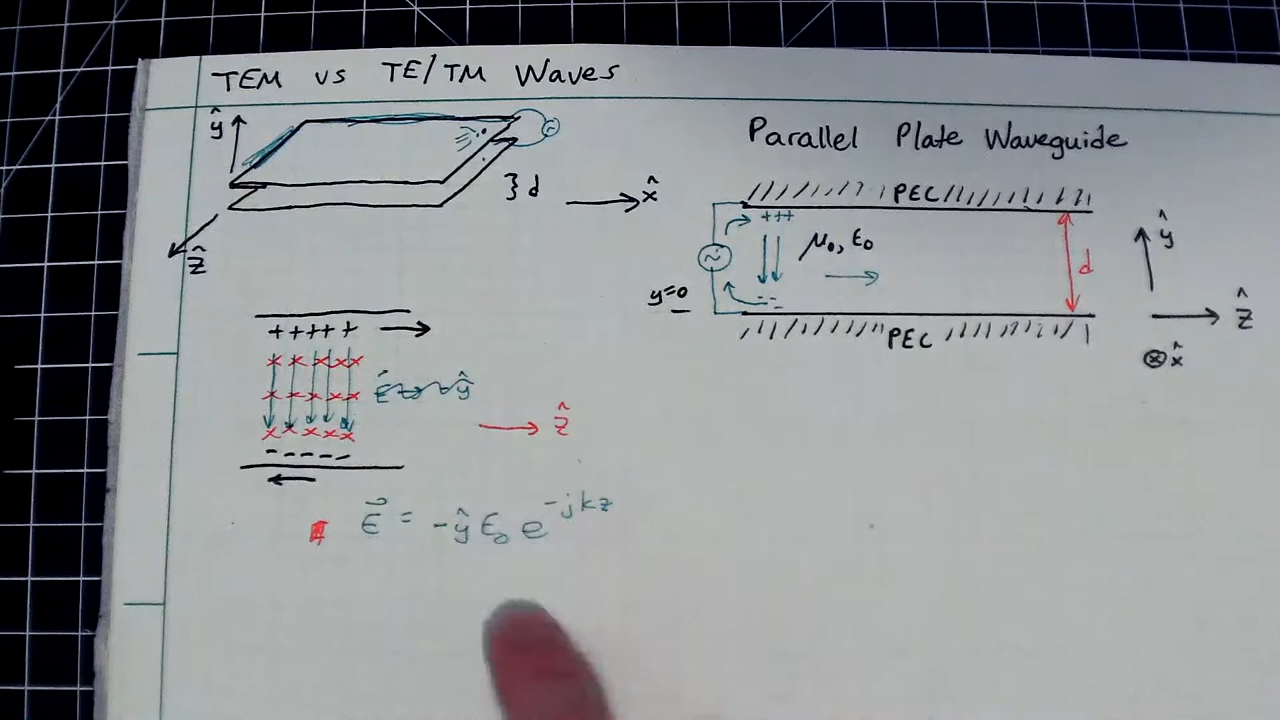 TEM vs TE/TM Waves
ŷ
} d
x̂
ẑ
Parallel Plate Waveguide
PEC
+++
μ₀, ε₀
d
ŷ
y=0
--
ẑ
PEC
⊗ x̂
+ + + + +
x x x x x
x x x x x
x x x x x
ẑ
- - - - -
E⃗ = -ŷ E₀ e^{-jkz}